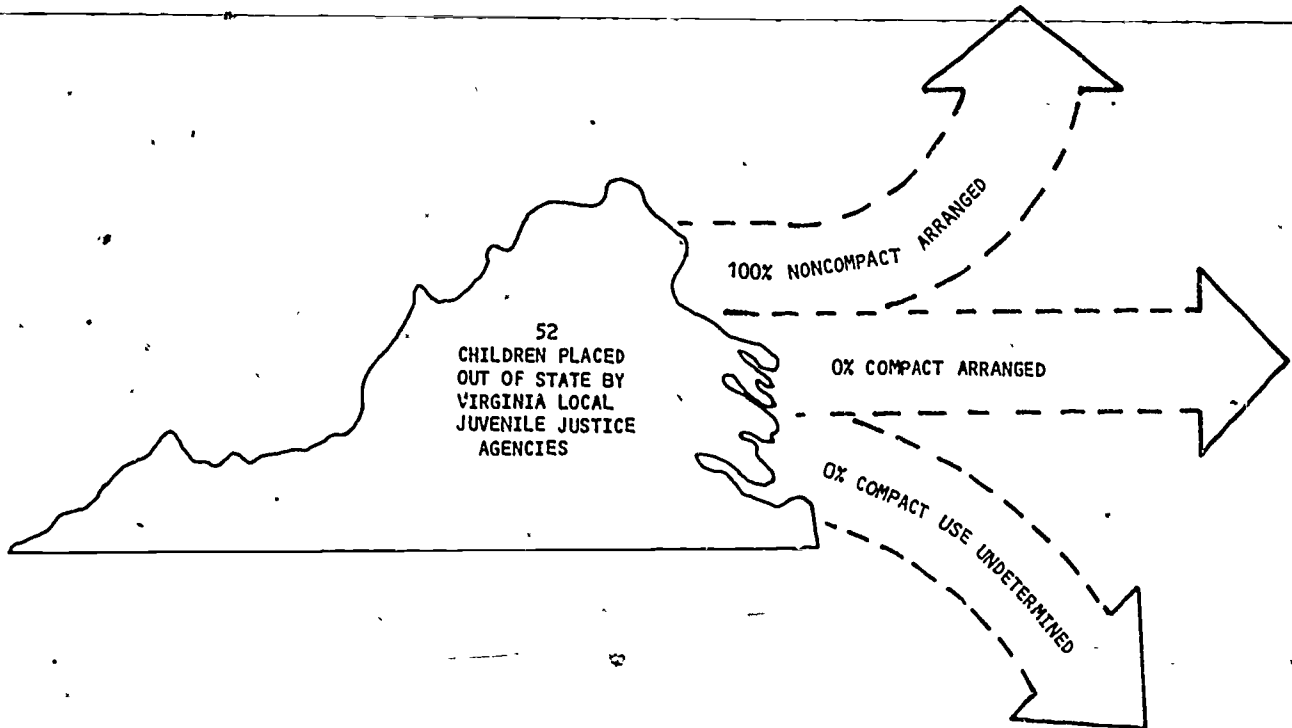 100% NONCOMPACT ARRANGED
52
CHILDREN PLACED
OUT OF STATE BY
VIRGINIA LOCAL
JUVENILE JUSTICE
AGENCIES
0% COMPACT ARRANGED
0% COMPACT USE UNDETERMINED